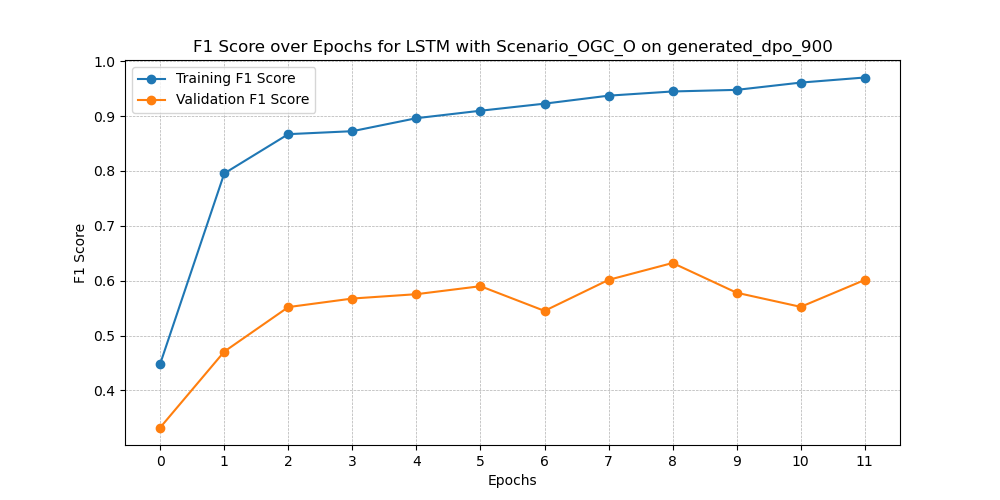 F1 Score over Epochs for LSTM with Scenario_OGC_O on generated_dpo_900
Training F1 Score
Validation F1 Score
F1 Score
1.0
0.9
0.8
0.7
0.6
0.5
0.4
0 1 2 3 4 5 6 7 8 9 10 11
Epochs